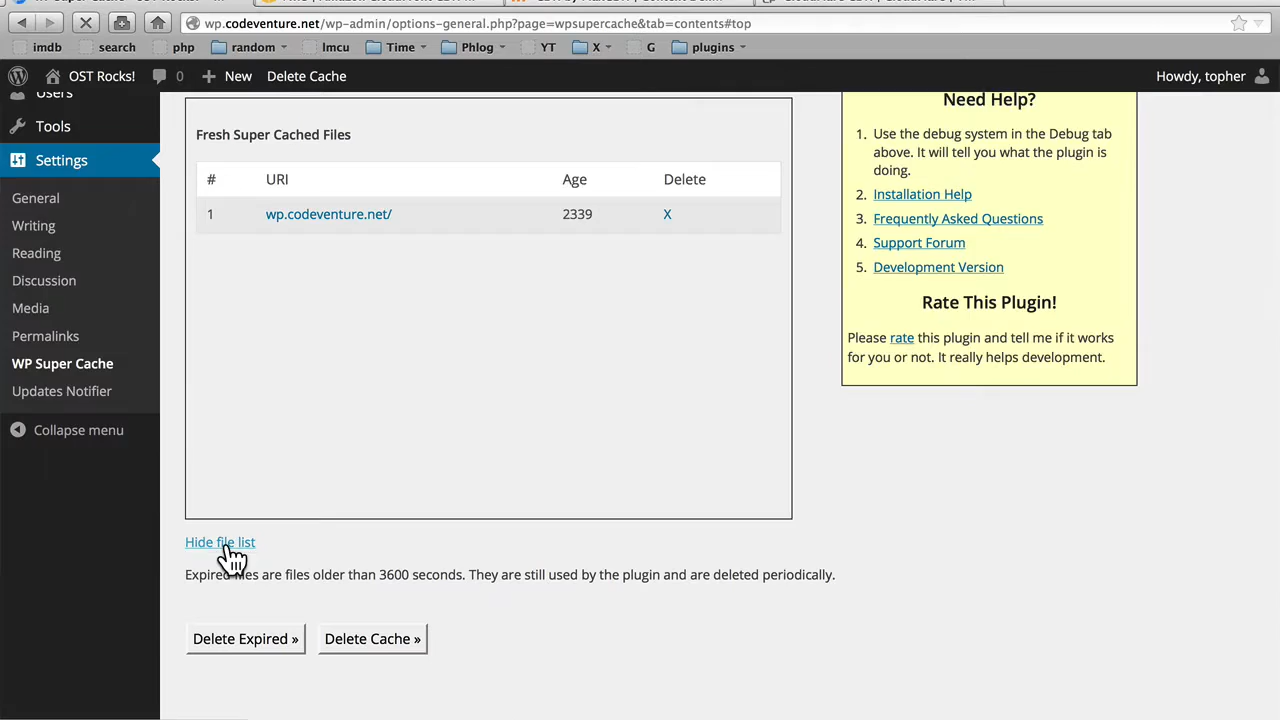 wp.codeventure.net/wp-admin/options-general.php?page=wpsupercache&tab=contents#top
imdb search php random lmcu Time Phlog YT X G plugins
OST Rocks! 0 New Delete Cache Howdy, topher
Users
Tools
Settings
General
Writing
Reading
Discussion
Media
Permalinks
WP Super Cache
Updates Notifier
Collapse menu
Fresh Super Cached Files
# URI Age Delete
1 wp.codeventure.net/ 2339 X
Hide file list
Expired files are files older than 3600 seconds. They are still used by the plugin and are deleted periodically.
Delete Expired » Delete Cache »
Need Help?
1. Use the debug system in the Debug tab
above. It will tell you what the plugin is
doing.
2. Installation Help
3. Frequently Asked Questions
4. Support Forum
5. Development Version
Rate This Plugin!
Please rate this plugin and tell me if it works
for you or not. It really helps development.